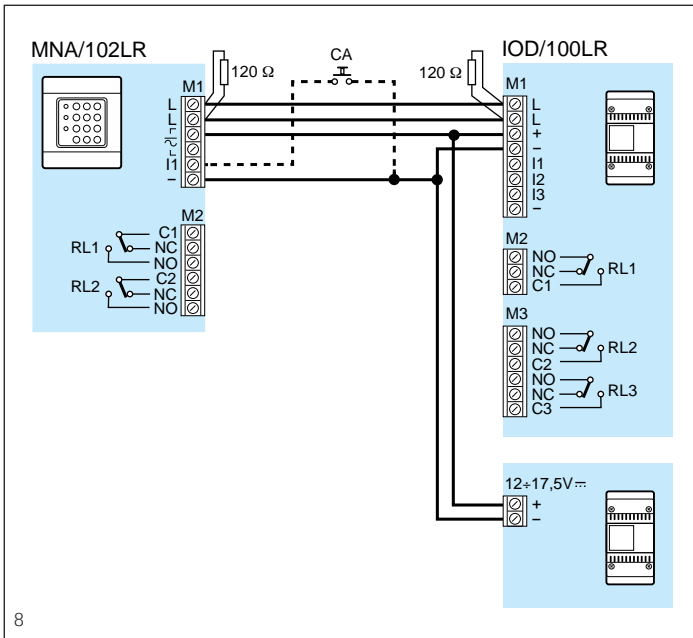 MNA/102LR
120 Ω
M1
L
L
I1
–
M2
C1
NC
NO
C2
NC
NO
RL1
RL2
CA
120 Ω
IOD/100LR
M1
L
L
+
–
I1
I2
I3
–
M2
NO
NC
C1
RL1
M3
NO
NC
C2
NO
NC
C3
RL2
RL3
12÷17,5V
+
–
8